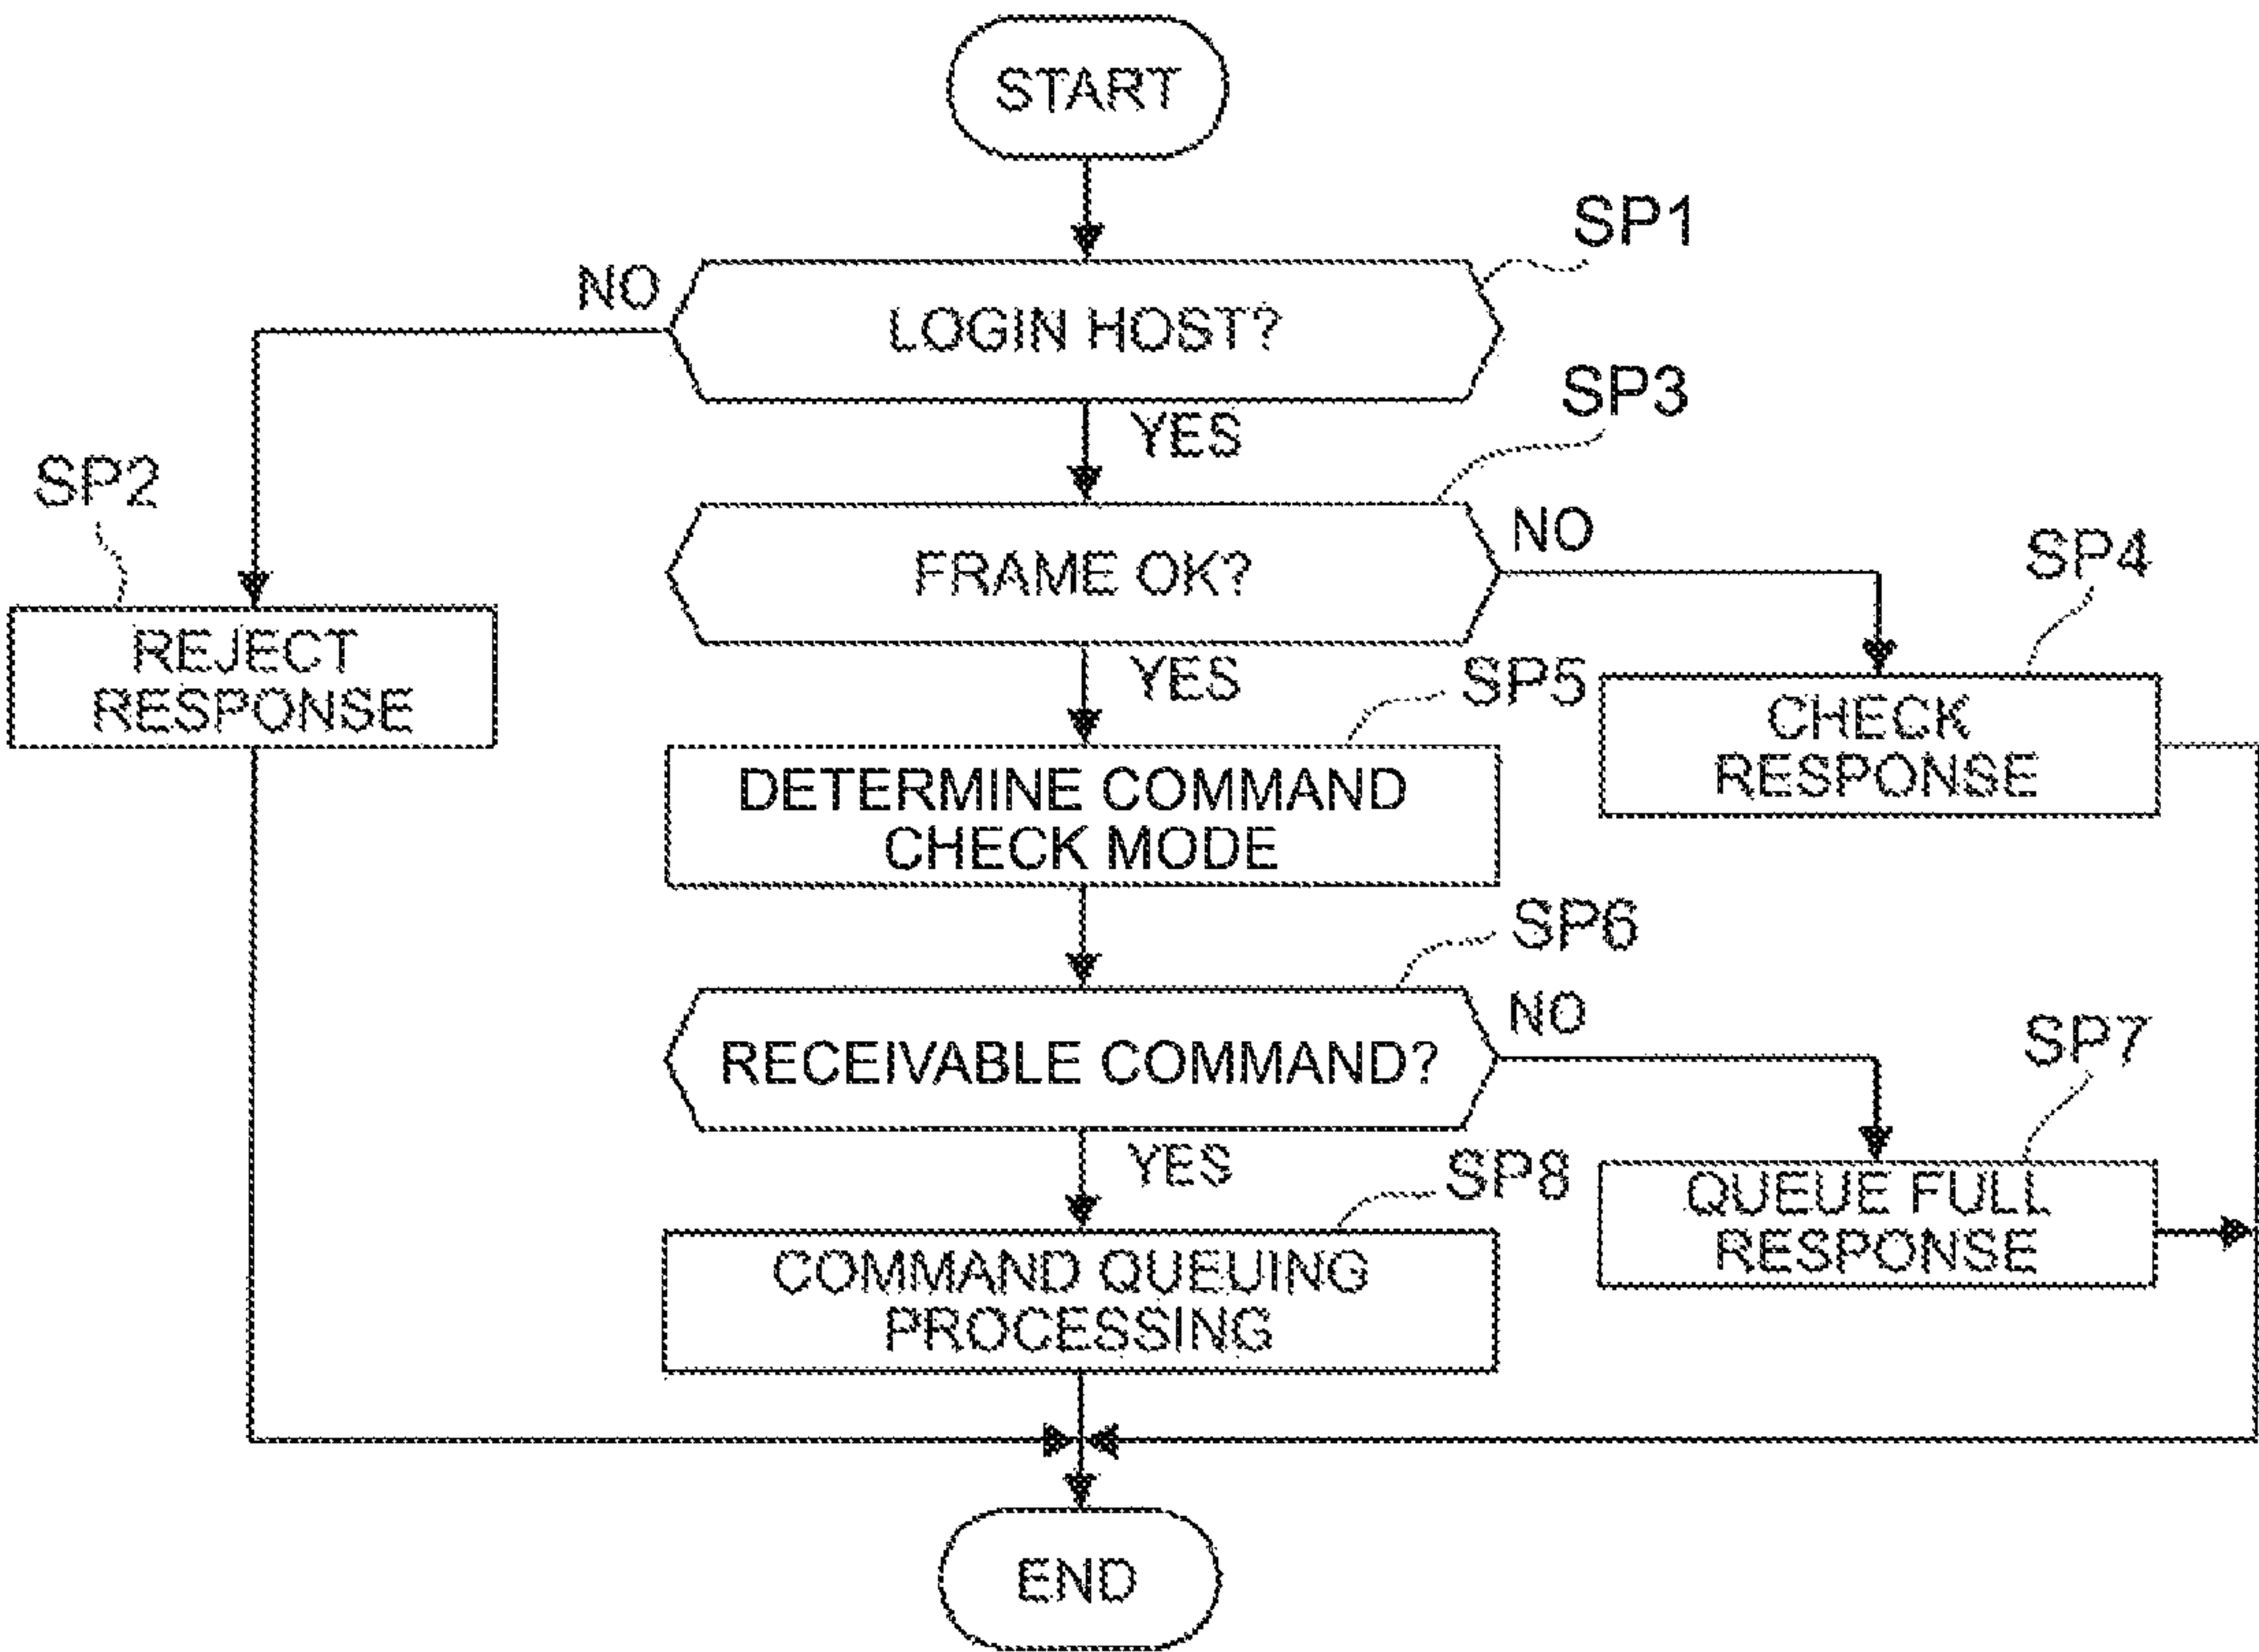 START
SP1
NO
LOGIN HOST?
SP3
YES
SP2
NO
FRAME OK?
SP4
REJECT
RESPONSE
YES
SP5
CHECK
RESPONSE
DETERMINE COMMAND
CHECK MODE
SP6
NO
RECEIVABLE COMMAND?
SP7
YES
SP8
QUEUE FULL
RESPONSE
COMMAND QUEUING
PROCESSING
END